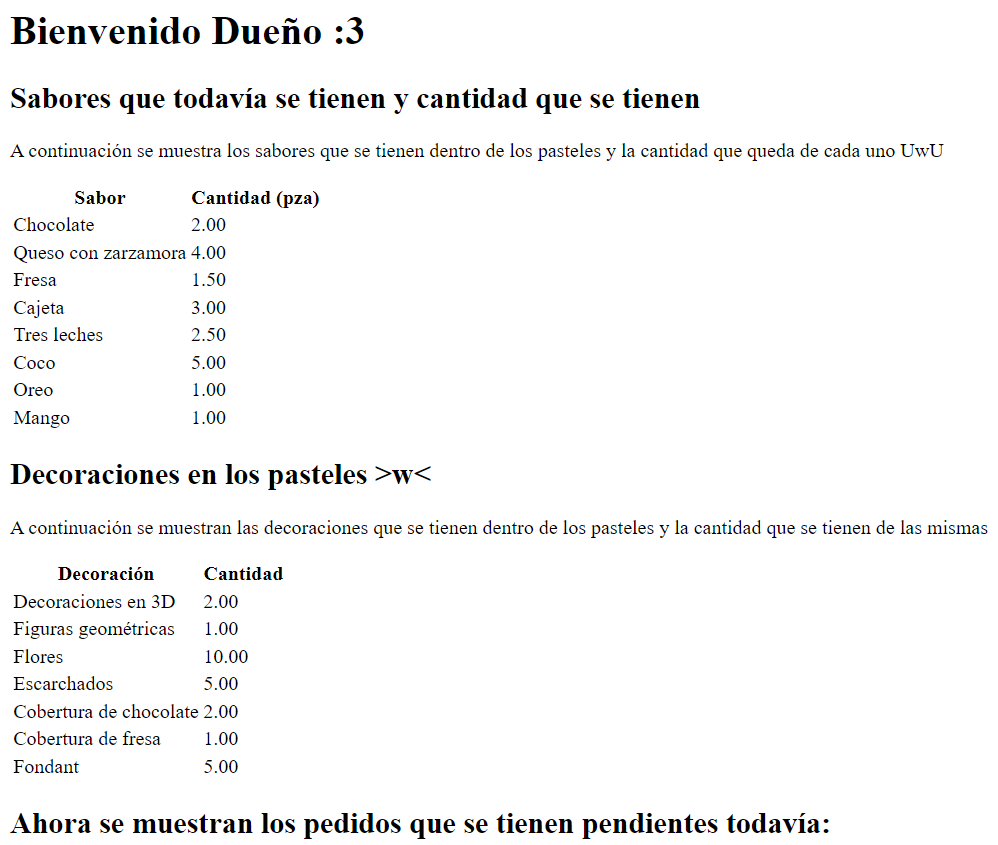 Bienvenido Dueño :3
Sabores que todavía se tienen y cantidad que se tienen
A continuación se muestra los sabores que se tienen dentro de los pasteles y la cantidad que queda de cada uno UwU
Sabor Cantidad (pza)
Chocolate 2.00
Queso con zarzamora 4.00
Fresa 1.50
Cajeta 3.00
Tres leches 2.50
Coco 5.00
Oreo 1.00
Mango 1.00
Decoraciones en los pasteles >w<
A continuación se muestran las decoraciones que se tienen dentro de los pasteles y la cantidad que se tienen de las mismas
Decoración Cantidad
Decoraciones en 3D 2.00
Figuras geométricas 1.00
Flores 10.00
Escarchados 5.00
Cobertura de chocolate 2.00
Cobertura de fresa 1.00
Fondant 5.00
Ahora se muestran los pedidos que se tienen pendientes todavía: